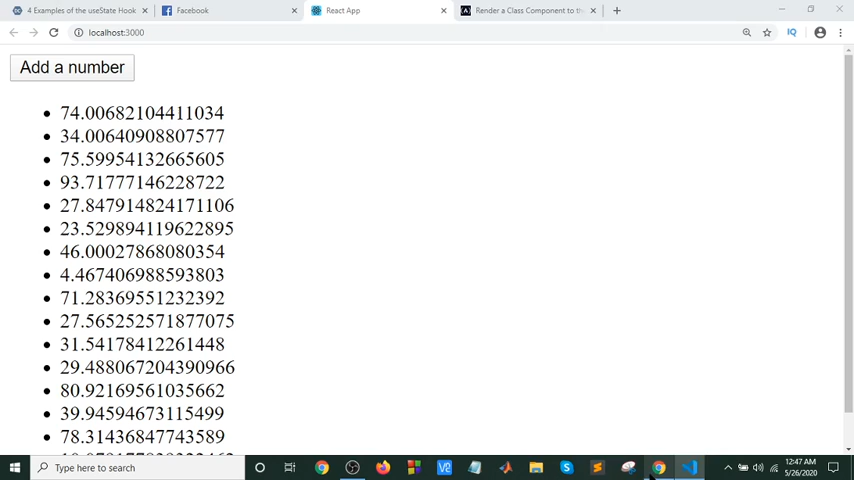 4 Examples of the useState Hook
Facebook
React App
Render a Class Component to th
localhost:3000
IQ
Add a number
74.00682104411034
34.00640908807577
75.59954132665605
93.71777146228722
27.847914824171106
23.529894119622895
46.00027868080354
4.467406988593803
71.28369551232392
27.565252571877075
31.54178412261448
29.488067204390966
80.92169561035662
39.94594673115499
78.31436847743589
Type here to search
12:47 AM
5/26/2020